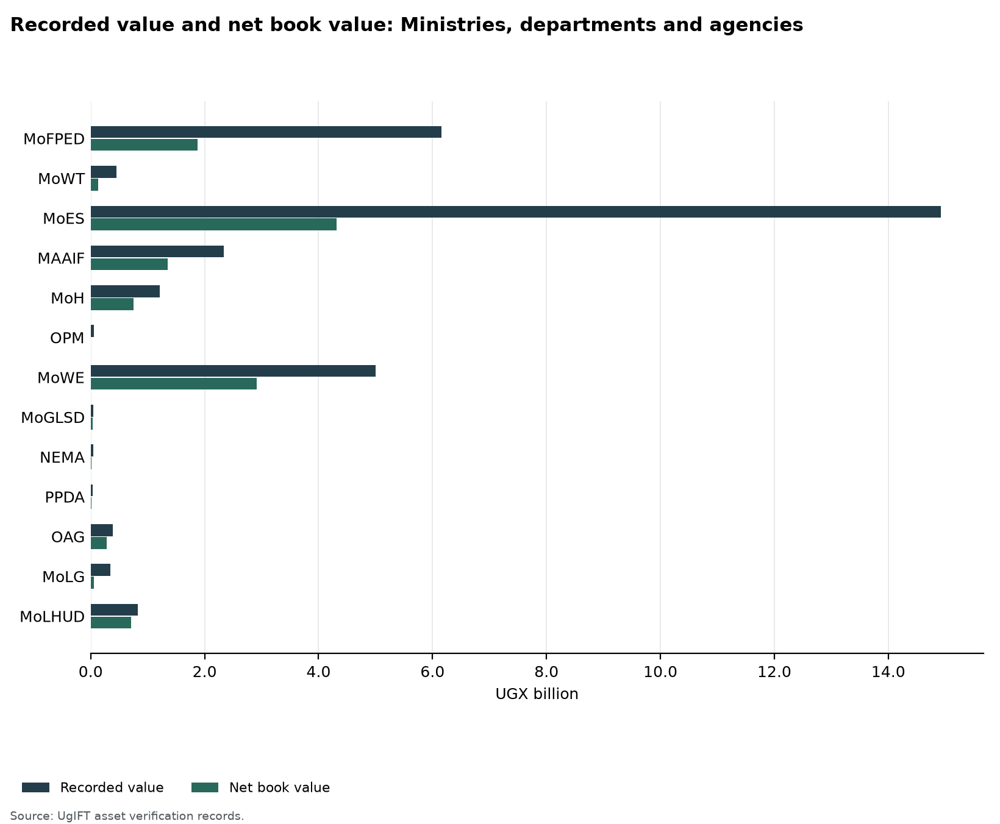 Recorded value and net book value: Ministries, departments and agencies
MoFPED
MoWT
MoES
MAAIF
MoH
OPM
MoWE
MoGLSD
NEMA
PPDA
OAG
MoLG
MoLHUD
0.0 2.0 4.0 6.0 8.0 10.0 12.0 14.0
UGX billion
Recorded value Net book value
Source: UgIFT asset verification records.